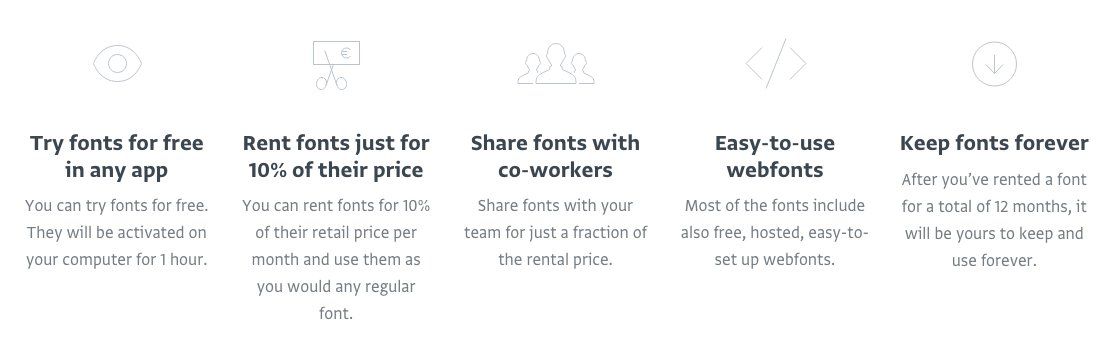 €
Try fonts for free
in any app
You can try fonts for free.
They will be activated on
your computer for 1 hour.
Rent fonts just for
10% of their price
You can rent fonts for 10%
of their retail price per
month and use them as
you would any regular
font.
Share fonts with
co-workers
Share fonts with your
team for just a fraction of
the rental price.
Easy-to-use
webfonts
Most of the fonts include
also free, hosted, easy-to-
set up webfonts.
Keep fonts forever
After you’ve rented a font
for a total of 12 months, it
will be yours to keep and
use forever.